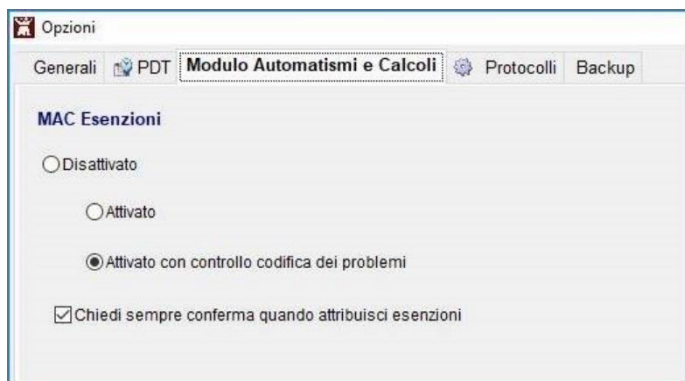 Opzioni
Generali PDT Modulo Automatismi e Calcoli Protocolli Backup
MAC Esenzioni
Disattivato
Attivato
Attivato con controllo codifica dei problemi
Chiedi sempre conferma quando attribuisci esenzioni